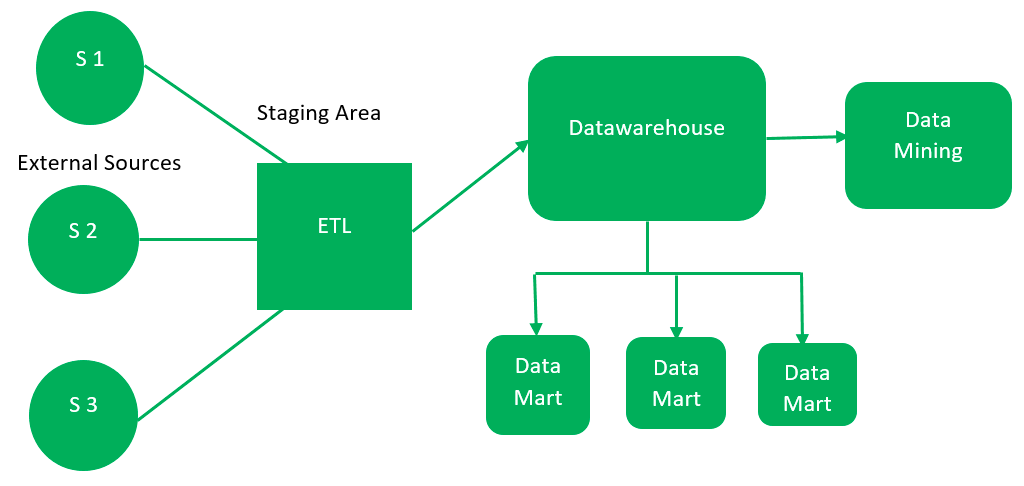 S 1
Staging Area
External Sources
S 2
ETL
S 3
Datawarehouse
Data
Mining
Data
Mart
Data
Mart
Data
Mart